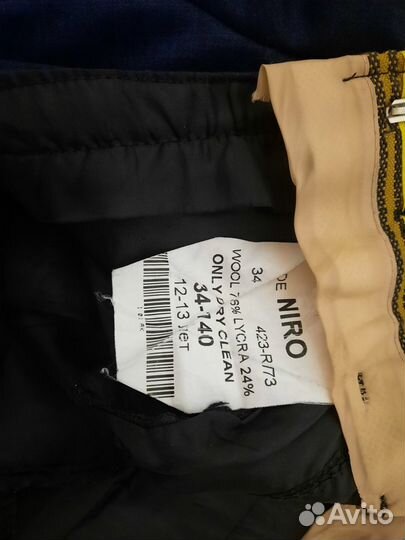 DE NIRO
34 423-R/73
WOOL 76% LYCRA 24%
ONLY DRY CLEAN
34-140
12-13 лет
Avito